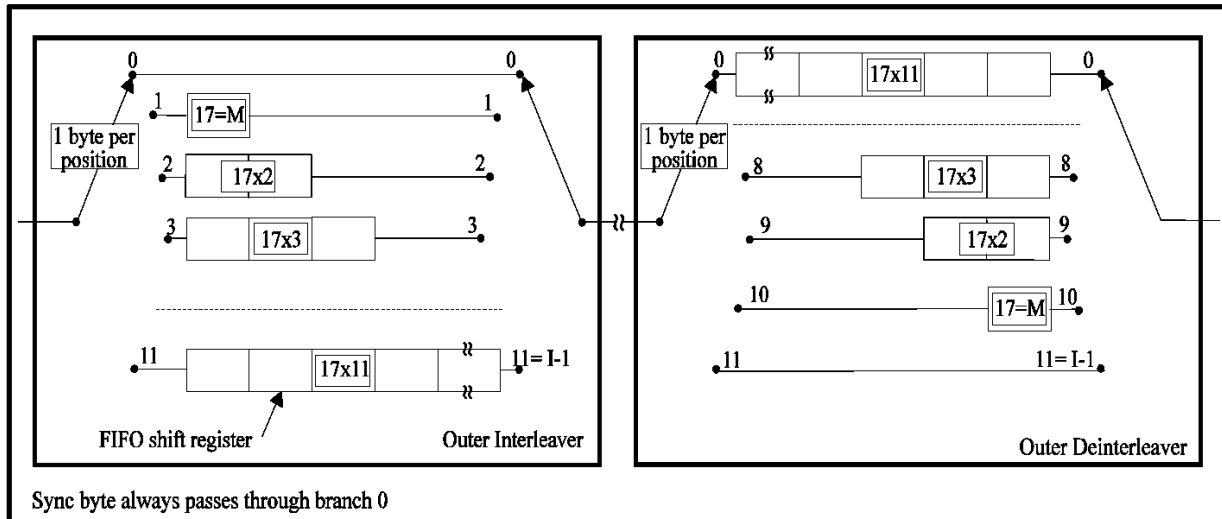 0
0
1
17=M
1
1 byte per
position
2
17x2
2
3
17x3
3
11
17x11
11= I-1
FIFO shift register
Outer Interleaver
0
17x11
0
1 byte per
position
8
17x3
8
9
17x2
9
10
17=M
10
11
11= I-1
Outer Deinterleaver
Sync byte always passes through branch 0